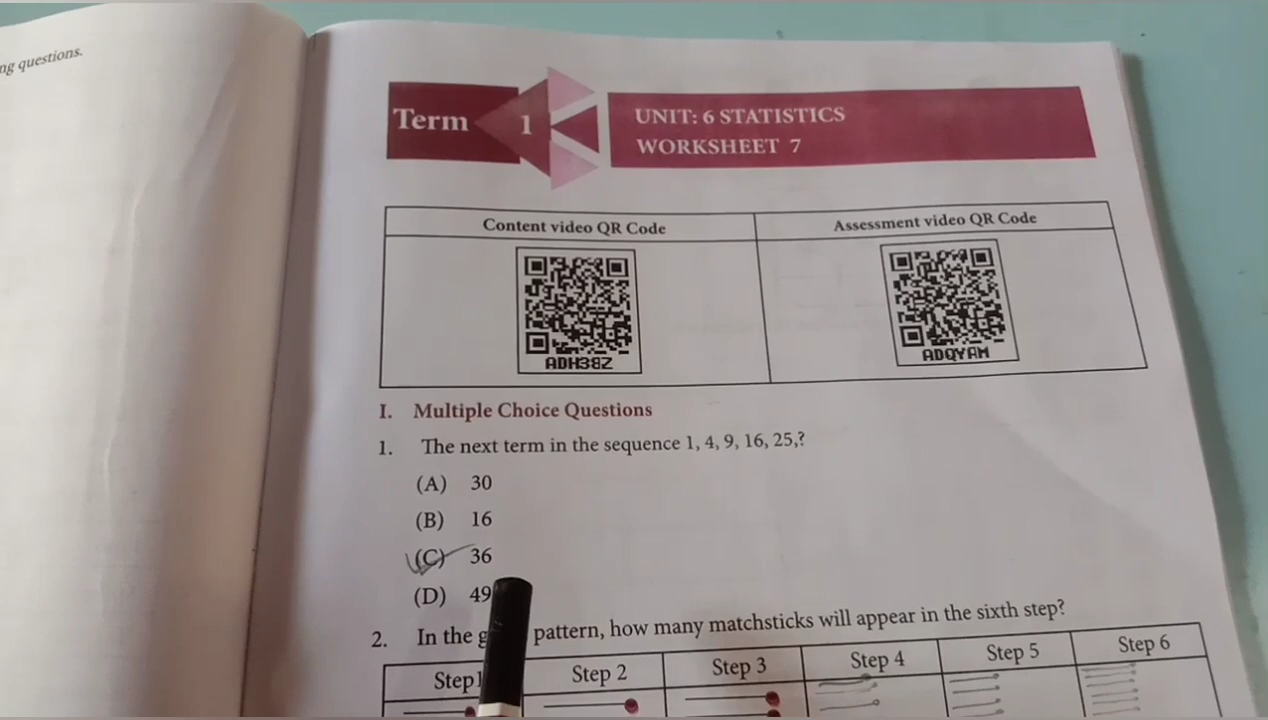 ng questions.
Term 1
UNIT: 6 STATISTICS
WORKSHEET 7
Content video QR Code
Assessment video QR Code
ADH38Z
ADQYAM
I. Multiple Choice Questions
1. The next term in the sequence 1, 4, 9, 16, 25,?
(A) 30
(B) 16
(C) 36
(D) 49
2. In the pattern, how many matchsticks will appear in the sixth step?
Step1 Step 2 Step 3 Step 4 Step 5 Step 6